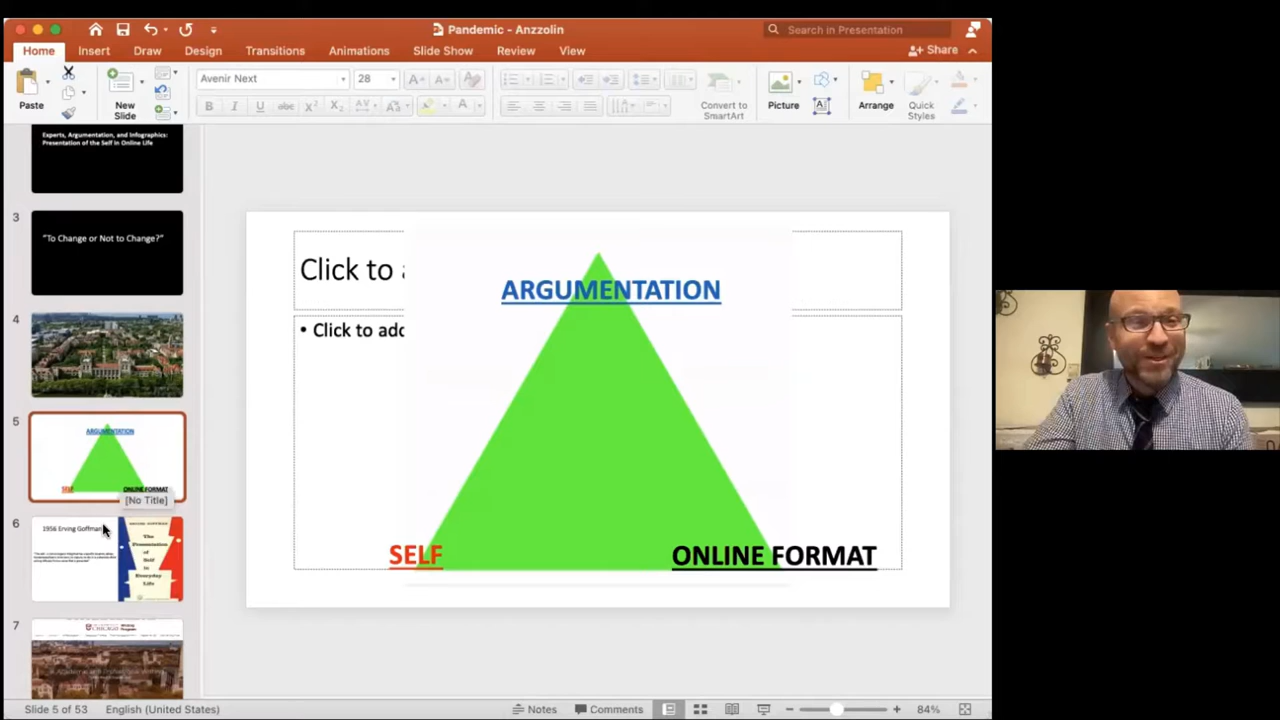 Pandemic - Anzzolin
Search in Presentation
Home Insert Draw Design Transitions Animations Slide Show Review View
Share
Avenir Next 28
Paste
New Slide
Convert to SmartArt
Picture
Arrange
Quick Styles
Experts, Argumentation, and Infographics:
Presentation of the Self in Online Life
3
"To Change or Not to Change?"
4
5
ARGUMENTATION
SELF
ONLINE FORMAT
[No Title]
6
1956 Erving Goffman
The
Presentation
of
Self
in
Everyday
Life
7
Click to
• Click to add
ARGUMENTATION
SELF
ONLINE FORMAT
Slide 5 of 53
English (United States)
Notes
Comments
84%